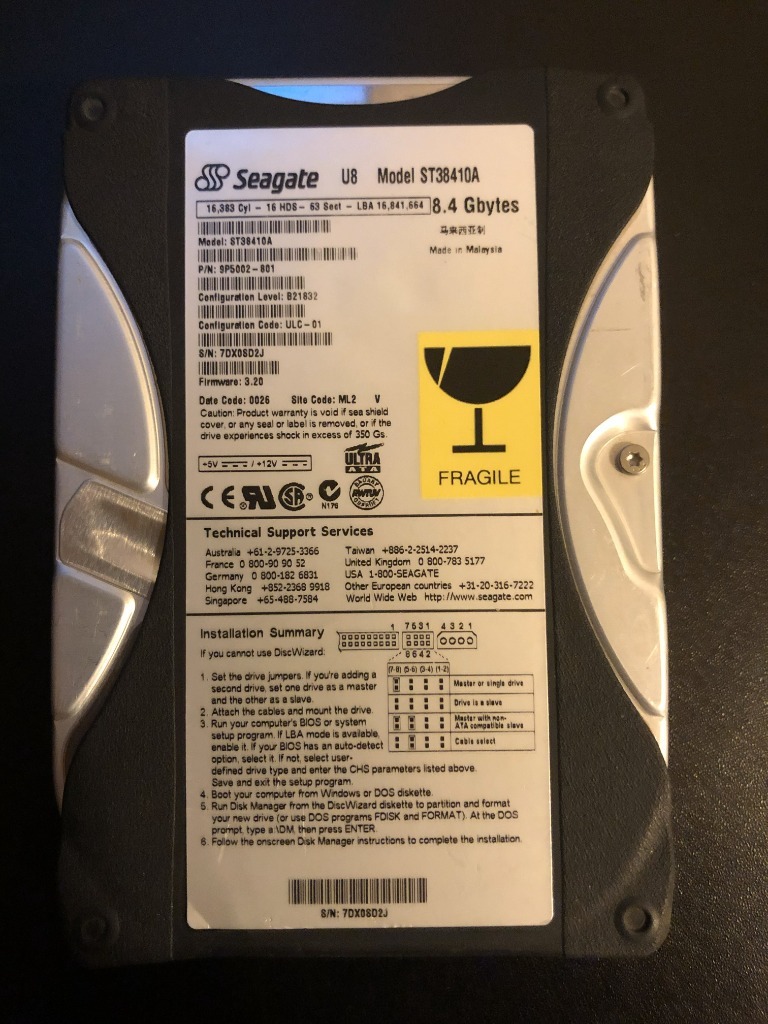 Seagate U8 Model ST38410A
16,383 Cyl - 16 HDS - 63 Sect - LBA 16,841,664 8.4 Gbytes
马来西亚制
Made in Malaysia
Model: ST38410A
P/N: 9P5002-801
Configuration Level: B21832
Configuration Code: ULC-01
S/N: 7DX0SD2J
Firmware: 3.20
Date Code: 0026 Site Code: ML2 V
Caution: Product warranty is void if sea shield
cover, or any seal or label is removed, or if
the drive experiences shock in excess of 350 Gs.
+5V / +12V
ULTRA
ATA
FRAGILE
CE UR SA N176
BAUART
RWTUV
GEPRÜFT
Technical Support Services
Australia +61-2-9725-3366
France 0 800-90 90 52
Germany 0 800-182 6831
Hong Kong +852-2368 9918
Singapore +65-488-7584
Taiwan +886-2-2514-2237
United Kingdom 0 800-783 5177
USA 1-800-SEAGATE
Other European countries +31-20-316-7222
World Wide Web http://www.seagate.com
Installation Summary
If you cannot use DiscWizard:
1 7531 4321
8642
(7-8) (5-6) (3-4) (1-2)
Master or single drive
Drive is a slave
Master with non-
ATA compatible slave
Cable select
1. Set the drive jumpers. If you're adding a
second drive, set one drive as a master
and the other as a slave.
2. Attach the cables and mount the drive.
3. Run your computer's BIOS or system
setup program. If LBA mode is available,
enable it. If your BIOS has an auto-detect
option, select it. If not, select user-
defined drive type and enter the CHS parameters listed above.
Save and exit the setup program.
4. Boot your computer from Windows or DOS diskette.
5. Run Disk Manager from the DiscWizard diskette to partition and format
your new drive (or use DOS programs FDISK and FORMAT). At the DOS
prompt, type a:\DM, then press ENTER.
6. Follow the onscreen Disk Manager instructions to complete the installation.
S/N: 7DX0SD2J